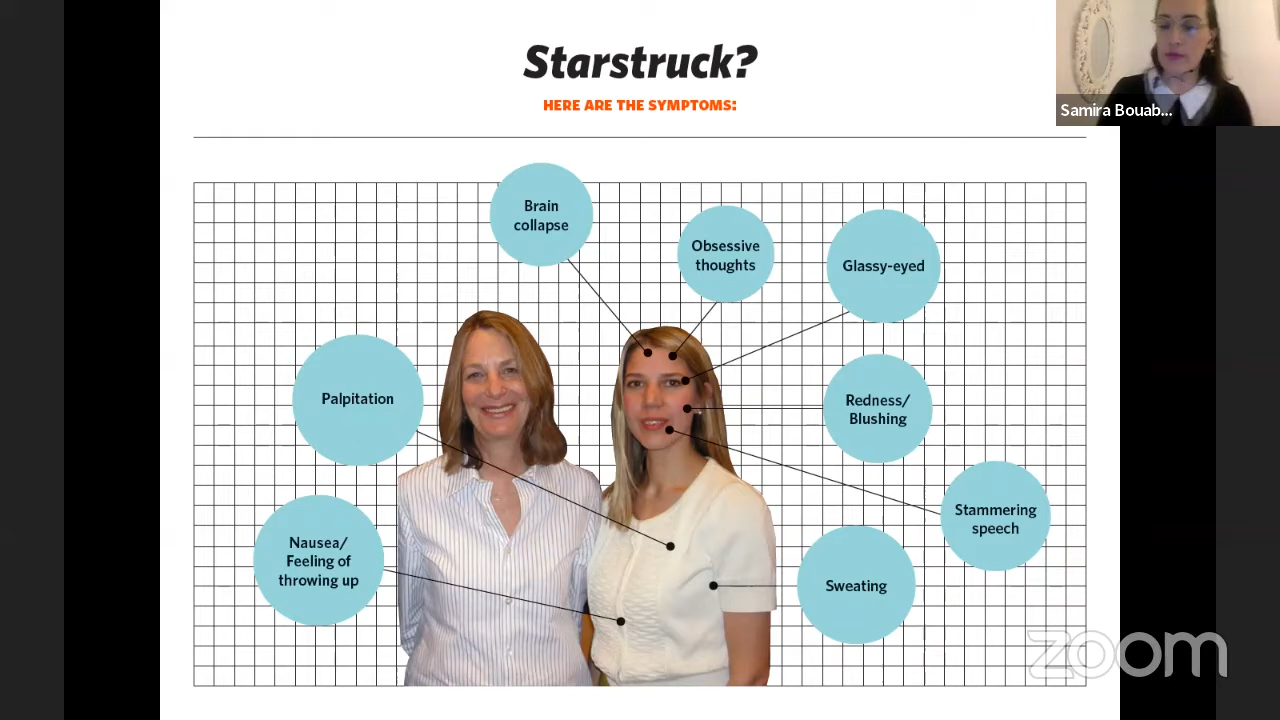 Starstruck?
HERE ARE THE SYMPTOMS:
Samira Bouab...
Brain
collapse
Obsessive
thoughts
Glassy-eyed
Palpitation
Redness/
Blushing
Stammering
speech
Nausea/
Feeling of
throwing up
Sweating
zoom